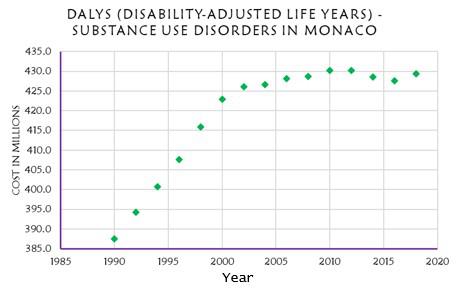 DALYS (DISABILITY-ADJUSTED LIFE YEARS) -
SUBSTANCE USE DISORDERS IN MONACO
435.0
430.0
425.0
420.0
415.0
410.0
405.0
400.0
395.0
390.0
385.0
COST IN MILLIONS
1985 1990 1995 2000 2005 2010 2015 2020
Year